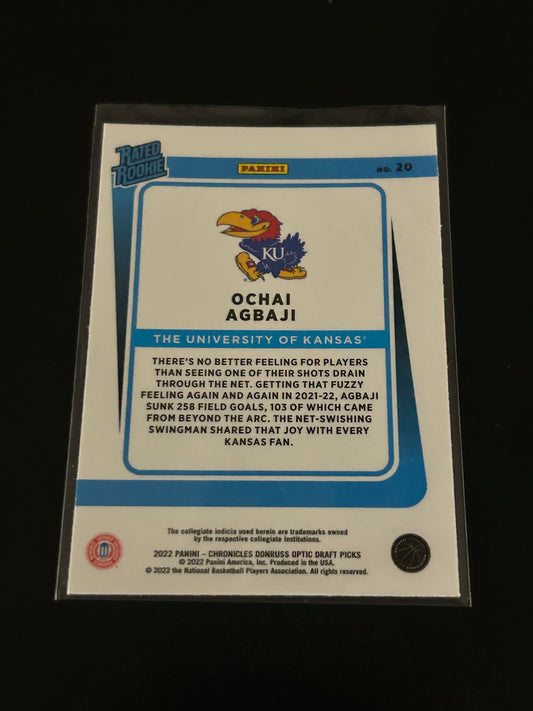 RATED
ROOKIE
PANINI
NO. 20
KU
OCHAI
AGBAJI
THE UNIVERSITY OF KANSAS®
THERE'S NO BETTER FEELING FOR PLAYERS
THAN SEEING ONE OF THEIR SHOTS DRAIN
THROUGH THE NET. GETTING THAT FUZZY
FEELING AGAIN AND AGAIN IN 2021-22, AGBAJI
SUNK 258 FIELD GOALS, 103 OF WHICH CAME
FROM BEYOND THE ARC. THE NET-SWISHING
SWINGMAN SHARED THAT JOY WITH EVERY
KANSAS FAN.
The collegiate indicia used herein are trademarks owned
by the respective collegiate institutions.
2022 PANINI – CHRONICLES DONRUSS OPTIC DRAFT PICKS
© 2022 Panini America, Inc. Produced in the USA.
© 2022 the National Basketball Players Association. All rights reserved.